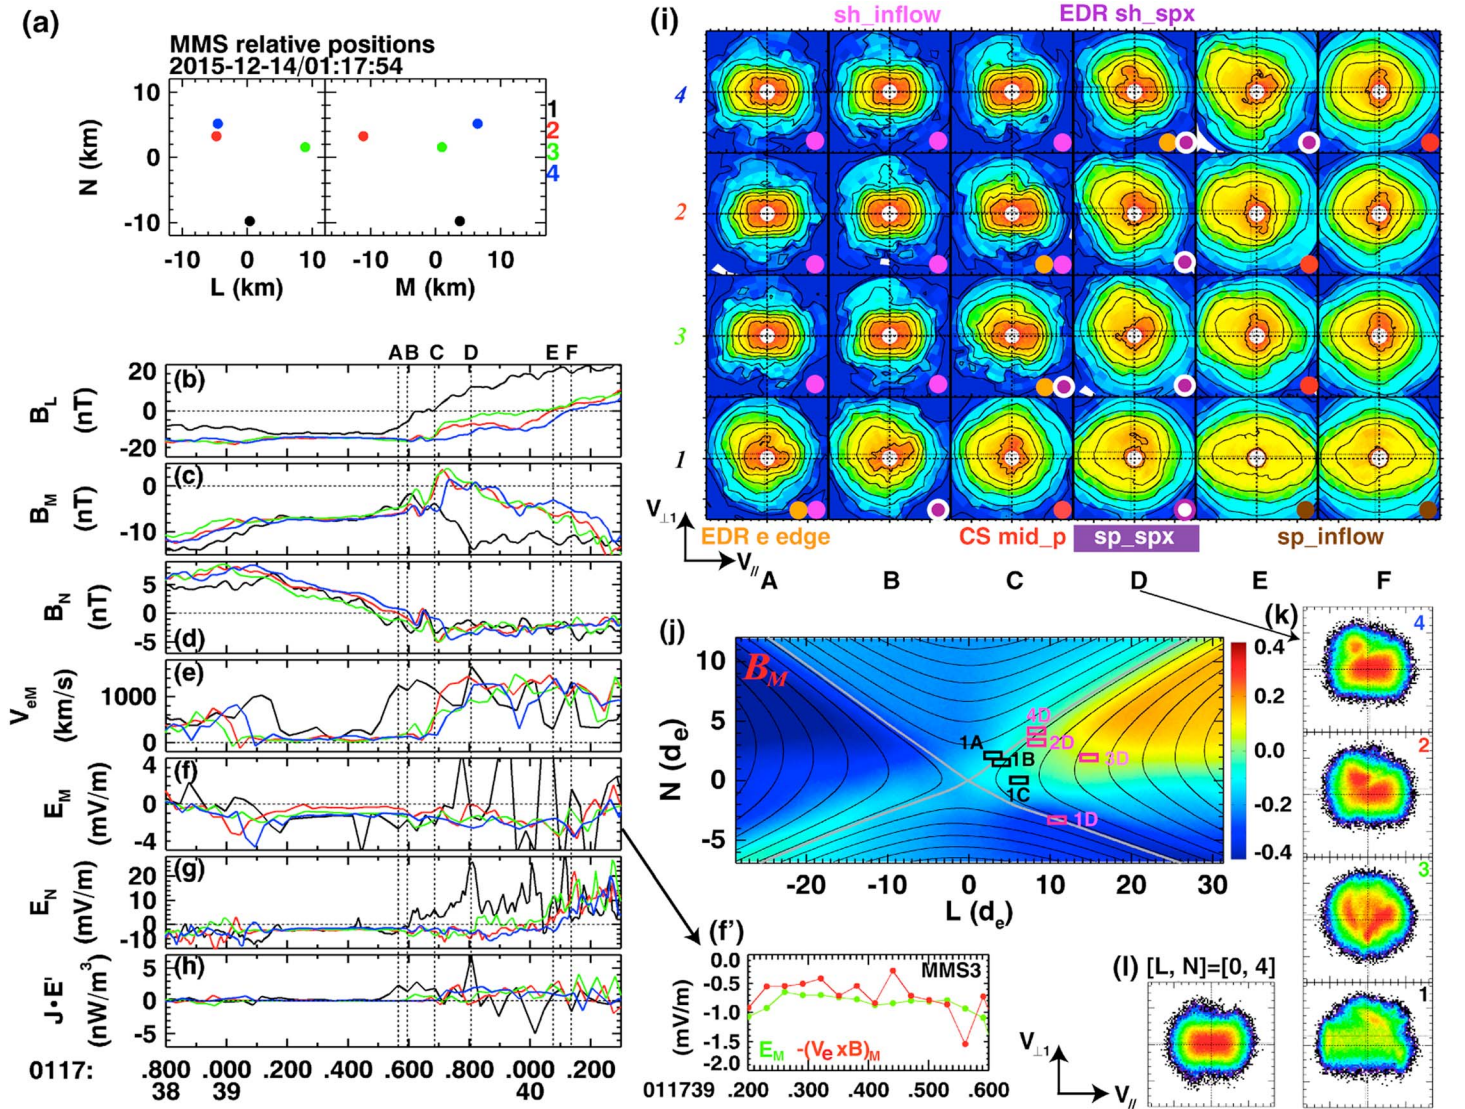 (a)
MMS relative positions
2015-12-14/01:17:54
N (km)
10
0
-10
-10 0 10
-10 0 10
L (km)
M (km)
1
2
3
4
A B C D E F
(b)
B_L (nT)
20
0
-20
(c)
B_M (nT)
0
-10
(d)
B_N (nT)
5
0
-5
(e)
V_eM (km/s)
1000
0
(f)
E_M (mV/m)
4
0
-4
(g)
E_N (mV/m)
20
10
0
-10
(h)
J•E' (nW/m³)
5
0
-5
0117: .800 .000 .200 .400 .600 .800 .000 .200
38 39 40
(i)
sh_inflow
EDR sh_spx
4
2
3
1
V⊥1
V//
EDR e edge
CS mid_p
sp_spx
sp_inflow
A B C D E F
(j)
B_M
N (d_e)
10
5
0
-5
-20 -10 0 10 20 30
L (d_e)
4D
2D
3D
1A
1B
1C
1D
0.4
0.2
0.0
-0.2
-0.4
(f')
MMS3
(mV/m)
0.0
-0.5
-1.0
-1.5
-2.0
E_M -(V_e xB)_M
011739 .200 .300 .400 .500 .600
(k)
4
2
3
1
(l) [L, N]=[0, 4]
V⊥1
V//